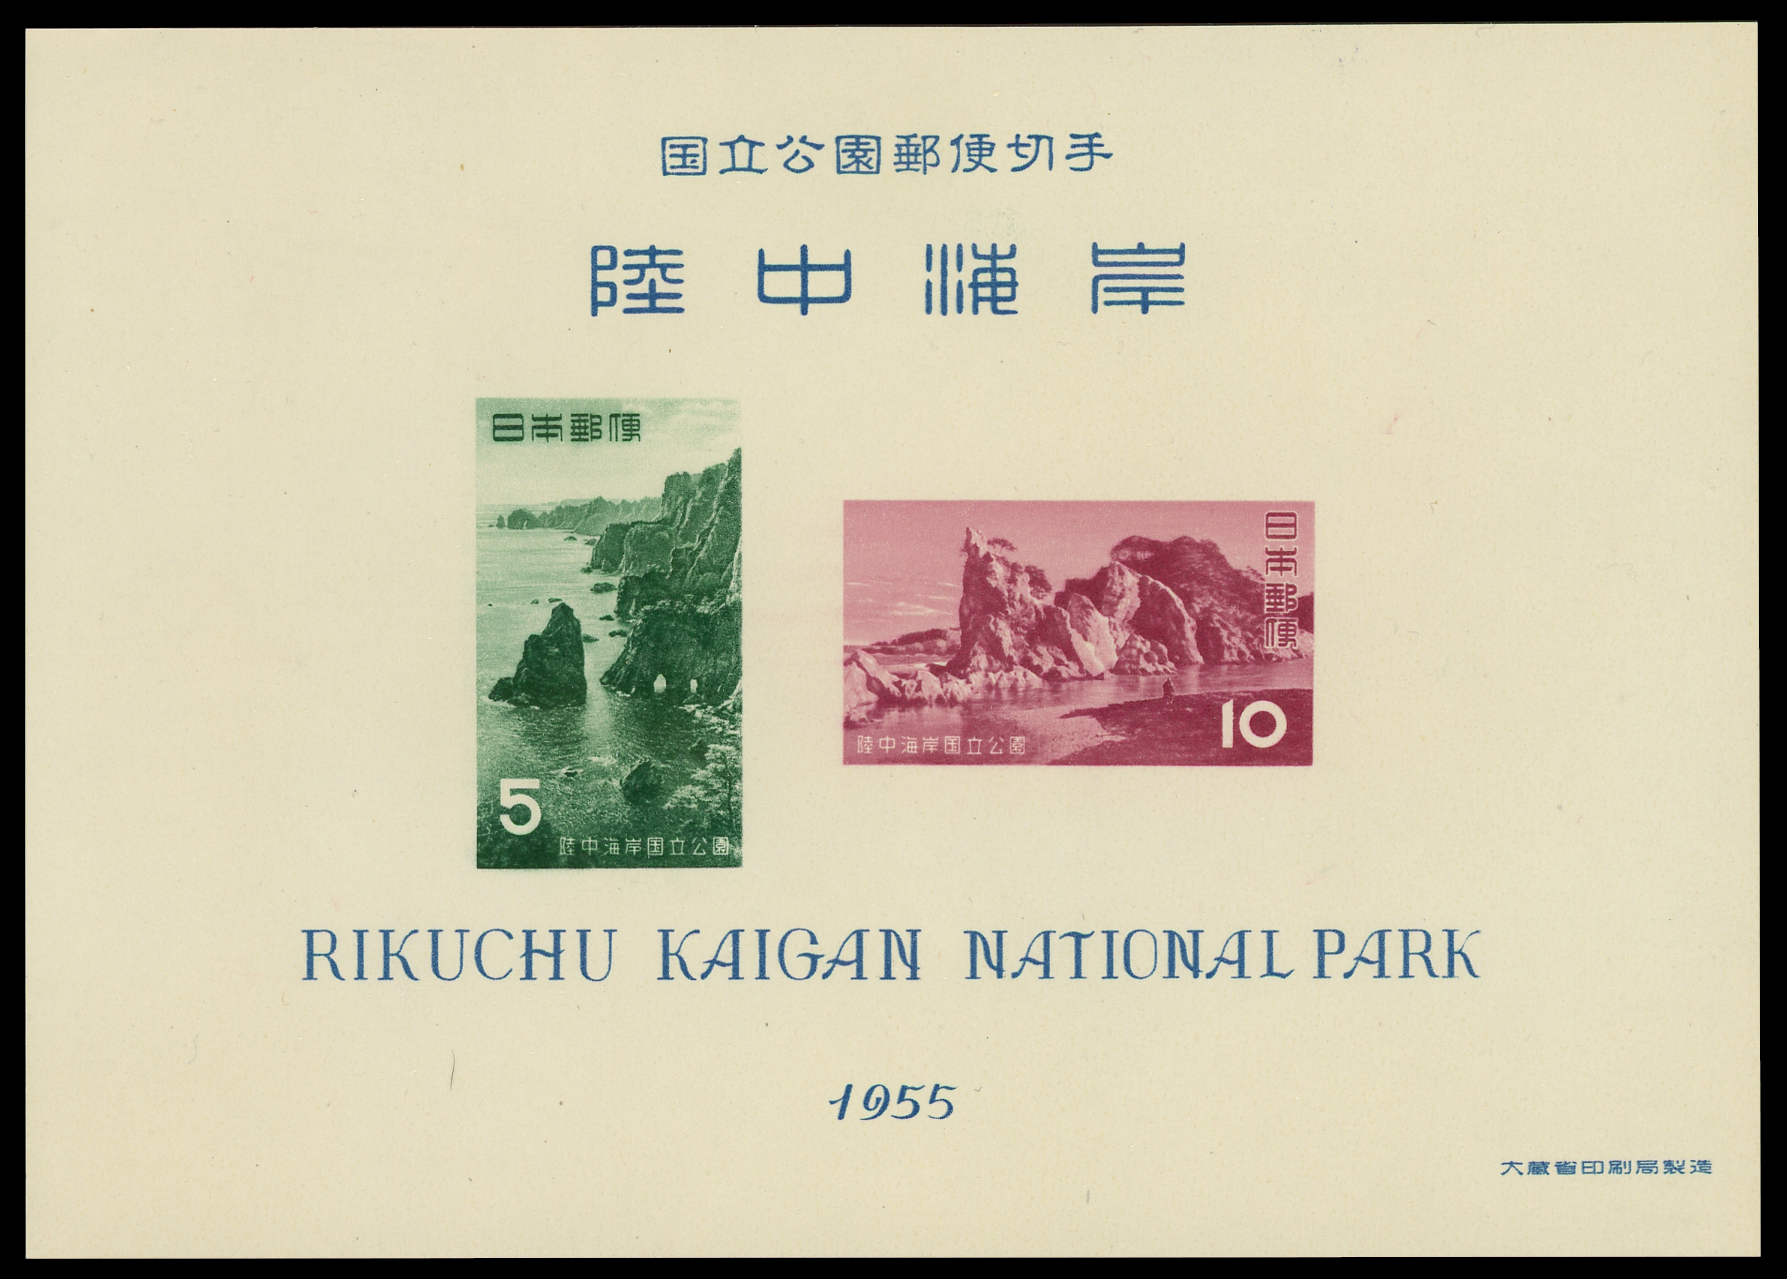 国立公園郵便切手
陸中海岸
日本郵便
5
陸中海岸国立公園
日本郵便
10
陸中海岸国立公園
RIKUCHU KAIGAN NATIONAL PARK
1955
大蔵省印刷局製造